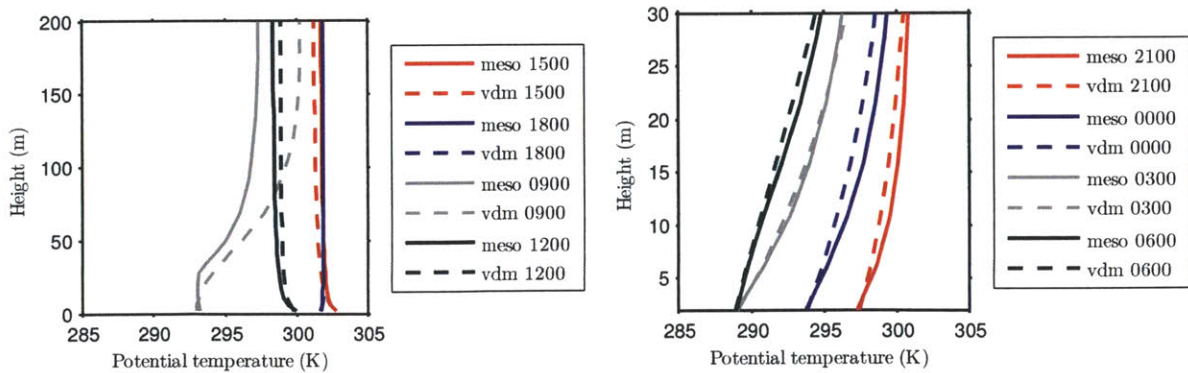 200
150
100
50
0
Height (m)
285
290
295
300
305
Potential temperature (K)
meso 1500
vdm 1500
meso 1800
vdm 1800
meso 0900
vdm 0900
meso 1200
vdm 1200
30
25
20
15
10
5
Height (m)
285
290
295
300
305
Potential temperature (K)
meso 2100
vdm 2100
meso 0000
vdm 0000
meso 0300
vdm 0300
meso 0600
vdm 0600